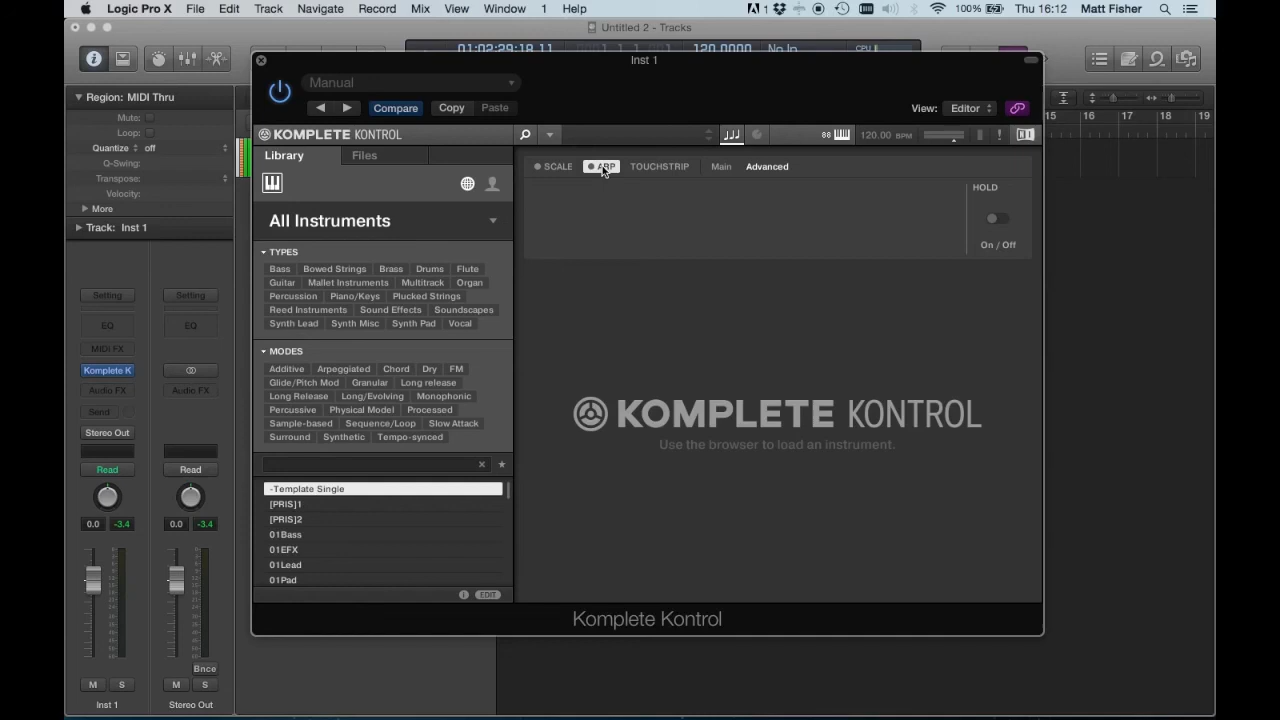 Logic Pro X File Edit Track Navigate Record Mix View Window 1 Help 1 100% Thu 16:12 Matt Fisher
Untitled 2 - Tracks
01:02:29:18.11 120.0000 No In CPU
Inst 1
Manual
Compare Copy Paste View: Editor
Region: MIDI Thru
Mute:
Loop:
Quantize off
Q-Swing:
Transpose:
Velocity:
More
Track: Inst 1
15 16 17 18 19
KOMPLETE KONTROL 88 120.00 BPM !
Library Files
SCALE ARP TOUCHSTRIP Main Advanced
HOLD
On / Off
All Instruments
TYPES
Bass Bowed Strings Brass Drums Flute
Guitar Mallet Instruments Multitrack Organ
Percussion Piano/Keys Plucked Strings
Reed Instruments Sound Effects Soundscapes
Synth Lead Synth Misc Synth Pad Vocal
MODES
Additive Arpeggiated Chord Dry FM
Glide/Pitch Mod Granular Long release
Long Release Long/Evolving Monophonic
Percussive Physical Model Processed
Sample-based Sequence/Loop Slow Attack
Surround Synthetic Tempo-synced
-Template Single
[PRIS]1
[PRIS]2
01Bass
01EFX
01Lead
01Pad
EDIT
KOMPLETE KONTROL
Use the browser to load an instrument.
Komplete Kontrol
Setting Setting
EQ EQ
MIDI FX
Komplete K
Audio FX Audio FX
Send
Stereo Out
Read Read
0.0 -3.4 0.0 -3.4
Bnce
M S M S
Inst 1 Stereo Out